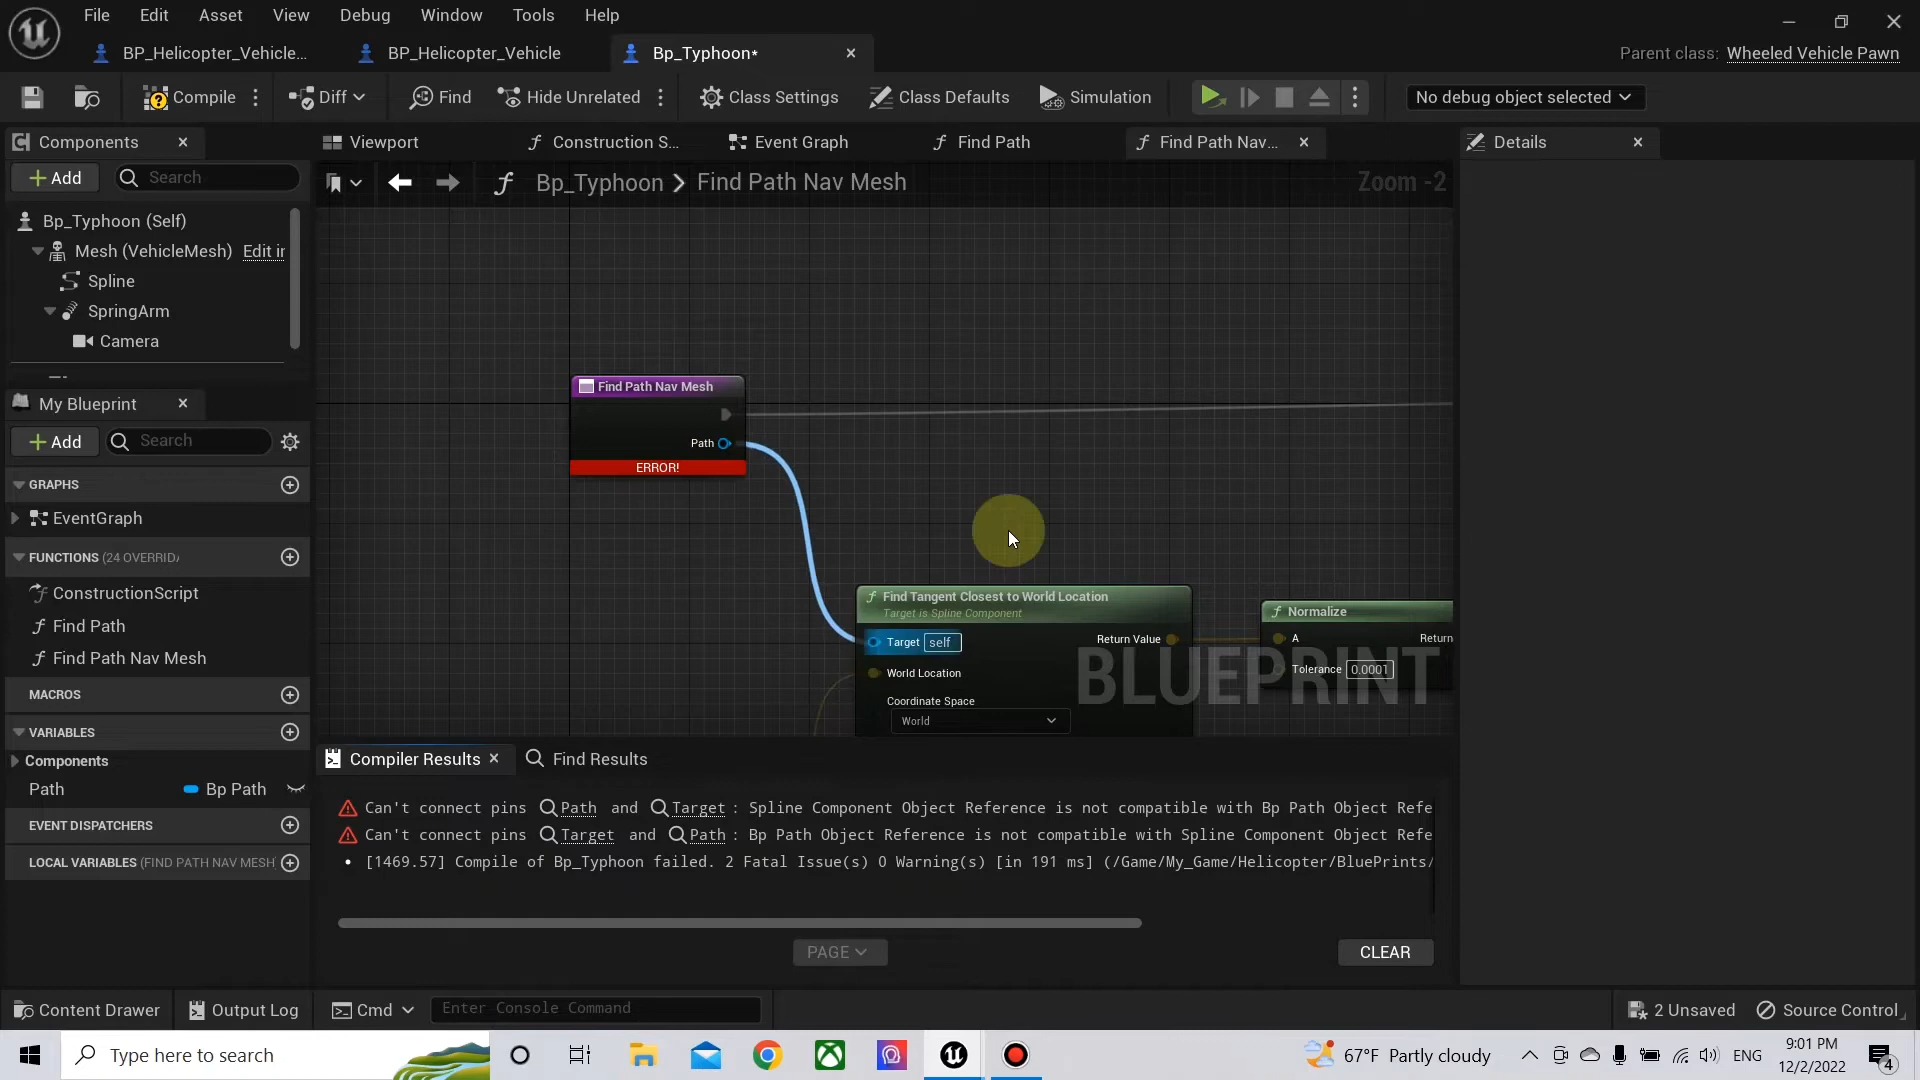 File Edit Asset View Debug Window Tools Help
BP_Helicopter_Vehicle... BP_Helicopter_Vehicle Bp_Typhoon* Parent class: Wheeled Vehicle Pawn
Compile Diff Find Hide Unrelated Class Settings Class Defaults Simulation No debug object selected
Components Viewport Construction S... Event Graph Find Path Find Path Nav... Details
Add Search Bp_Typhoon Find Path Nav Mesh Zoom -2
Bp_Typhoon (Self)
Mesh (VehicleMesh) Edit in
Spline
SpringArm
Camera
My Blueprint
Add Search
GRAPHS
EventGraph
FUNCTIONS (24 OVERRIDA
ConstructionScript
Find Path
Find Path Nav Mesh
MACROS
VARIABLES
Components
Path Bp Path
EVENT DISPATCHERS
LOCAL VARIABLES (FIND PATH NAV MESH)
Find Path Nav Mesh
Path
ERROR!
Find Tangent Closest to World Location
Target is Spline Component
Target self Return Value
World Location
Coordinate Space
World
Normalize
A Return
Tolerance 0.0001
BLUEPRINT
Compiler Results Find Results
Can't connect pins Path and Target : Spline Component Object Reference is not compatible with Bp Path Object Refe
Can't connect pins Target and Path : Bp Path Object Reference is not compatible with Spline Component Object Refe
[1469.57] Compile of Bp_Typhoon failed. 2 Fatal Issue(s) 0 Warning(s) [in 191 ms] (/Game/My_Game/Helicopter/BluePrints/
PAGE CLEAR
Content Drawer Output Log Cmd Enter Console Command 2 Unsaved Source Control
Type here to search 67°F Partly cloudy ENG 9:01 PM
12/2/2022 4